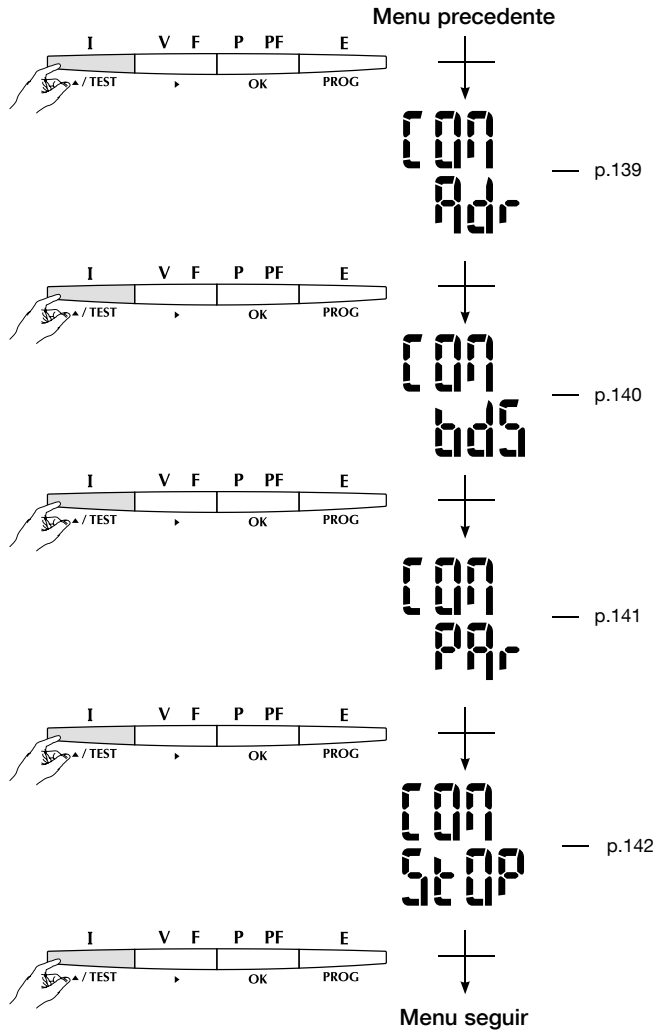 Menu precedente
I V F P PF E
▲ / TEST ▶ OK PROG
COM
Adr
p.139
I V F P PF E
▲ / TEST ▶ OK PROG
COM
bdS
p.140
I V F P PF E
▲ / TEST ▶ OK PROG
COM
PAr
p.141
I V F P PF E
▲ / TEST ▶ OK PROG
COM
StOP
p.142
I V F P PF E
▲ / TEST ▶ OK PROG
Menu seguir